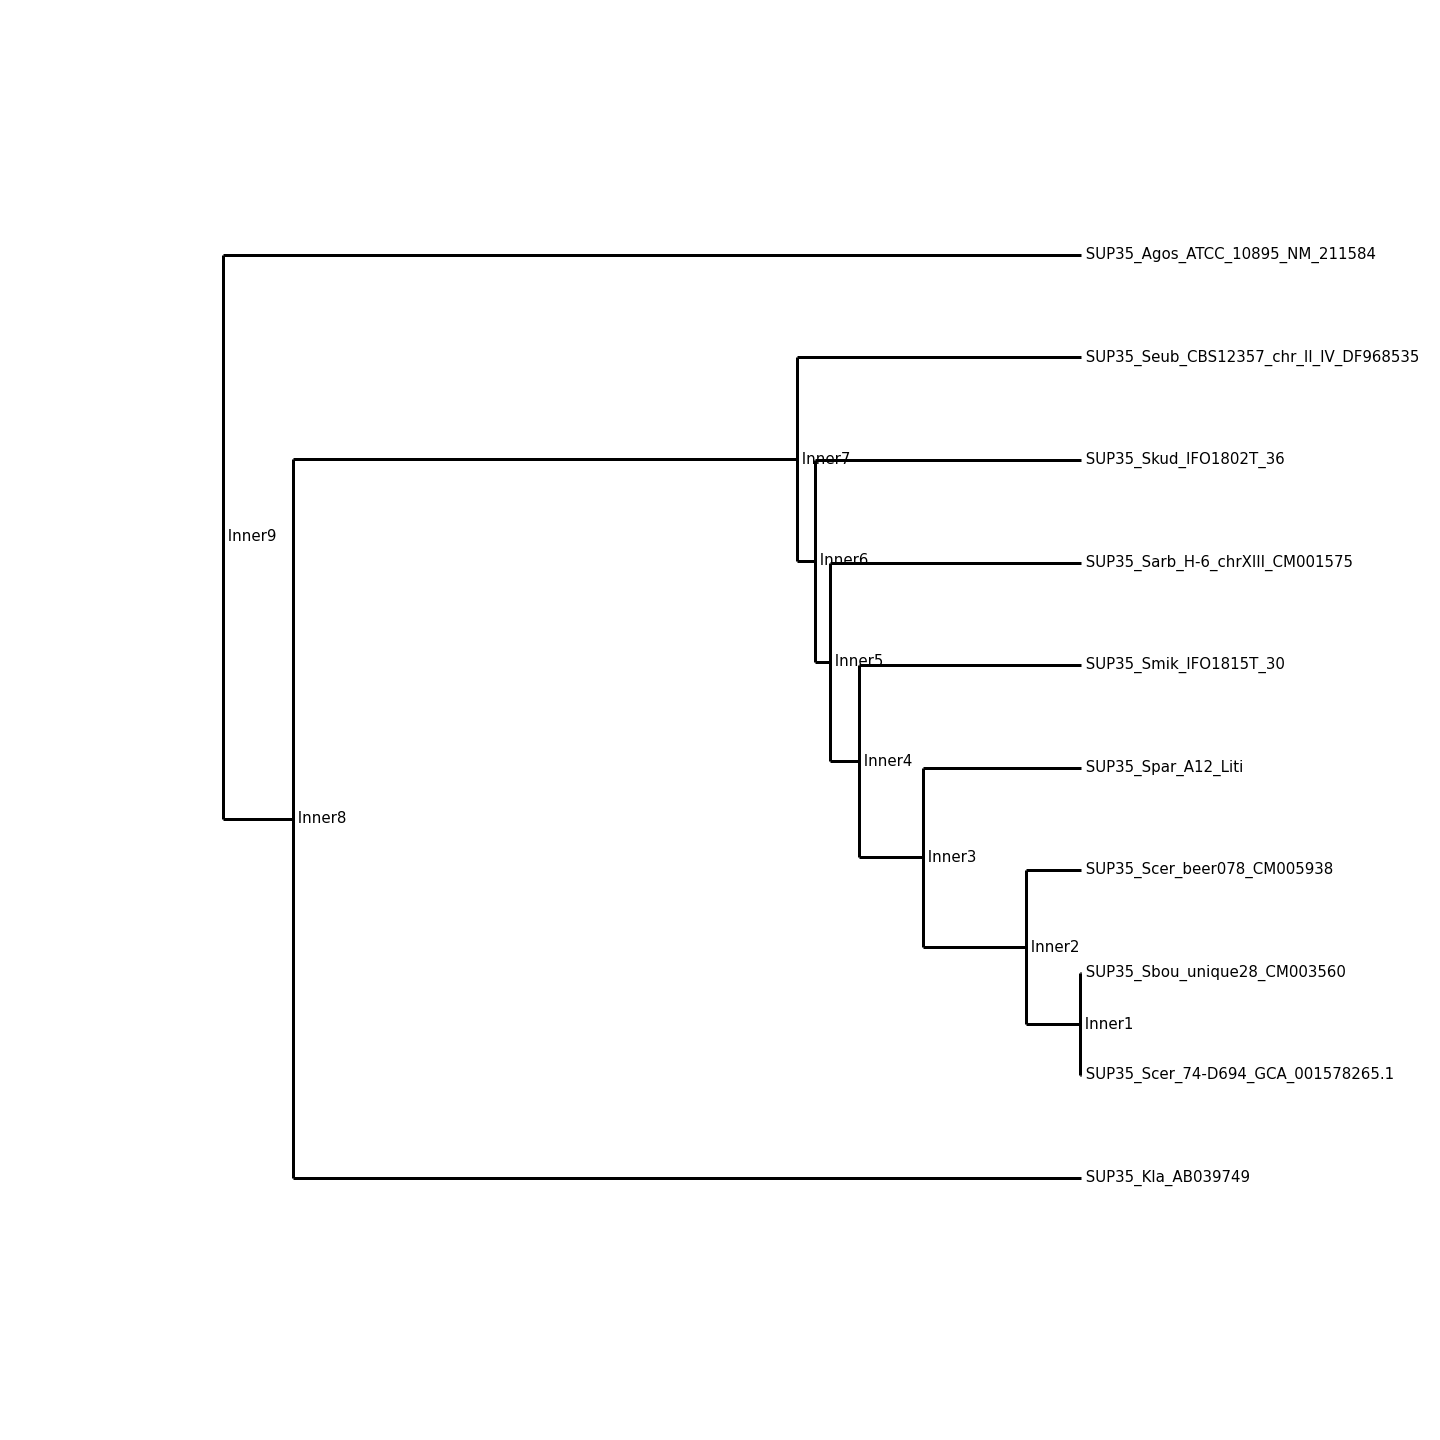 SUP35_Agos_ATCC_10895_NM_211584
SUP35_Seub_CBS12357_chr_II_IV_DF968535
Inner7
SUP35_Skud_IFO1802T_36
Inner9
Inner6
SUP35_Sarb_H-6_chrXIII_CM001575
Inner5
SUP35_Smik_IFO1815T_30
Inner4
SUP35_Spar_A12_Liti
Inner8
Inner3
SUP35_Scer_beer078_CM005938
Inner2
SUP35_Sbou_unique28_CM003560
Inner1
SUP35_Scer_74-D694_GCA_001578265.1
SUP35_Kla_AB039749